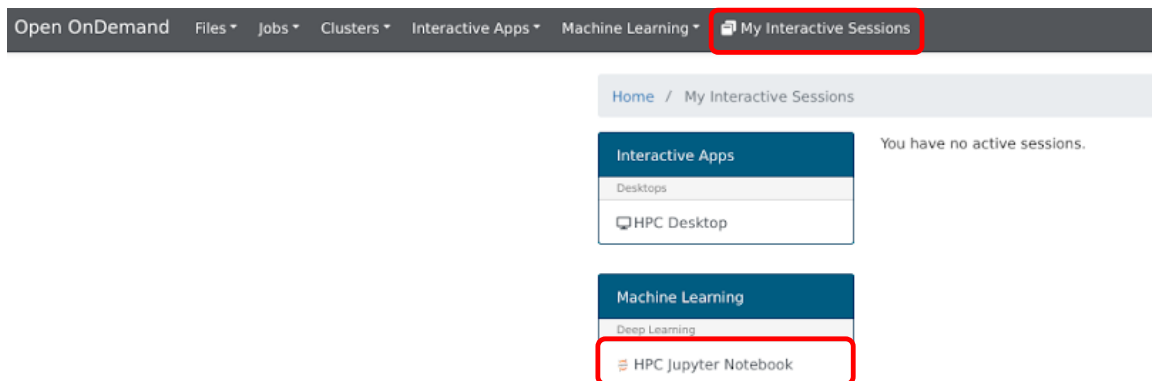 Open OnDemand Files Jobs Clusters Interactive Apps Machine Learning My Interactive Sessions
Home / My Interactive Sessions
Interactive Apps
Desktops
HPC Desktop
You have no active sessions.
Machine Learning
Deep Learning
HPC Jupyter Notebook